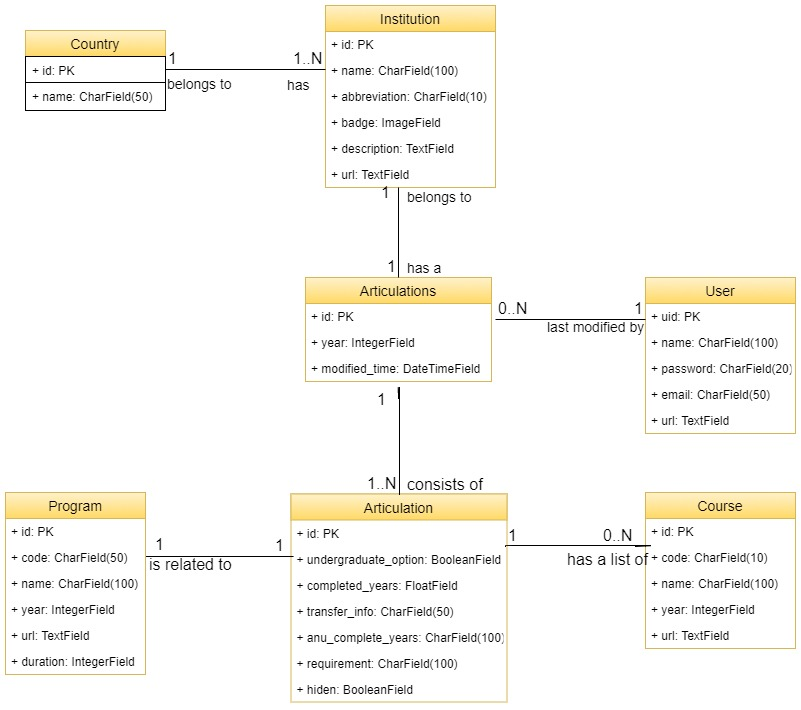 Institution
+ id: PK
+ name: CharField(100)
+ abbreviation: CharField(10)
+ badge: ImageField
+ description: TextField
+ url: TextField
Country
+ id: PK
+ name: CharField(50)
1
1..N
belongs to
has
1
belongs to
1
has a
Articulations
+ id: PK
+ year: IntegerField
+ modified_time: DateTimeField
0..N
1
last modified by
User
+ uid: PK
+ name: CharField(100)
+ password: CharField(20)
+ email: CharField(50)
+ url: TextField
1
1..N
consists of
Program
+ id: PK
+ code: CharField(50)
+ name: CharField(100)
+ year: IntegerField
+ url: TextField
+ duration: IntegerField
1
1
is related to
Articulation
+ id: PK
+ undergraduate_option: BooleanField
+ completed_years: FloatField
+ transfer_info: CharField(50)
+ anu_complete_years: CharField(100)
+ requirement: CharField(100)
+ hiden: BooleanField
1
0..N
has a list of
Course
+ id: PK
+ code: CharField(10)
+ name: CharField(100)
+ year: IntegerField
+ url: TextField